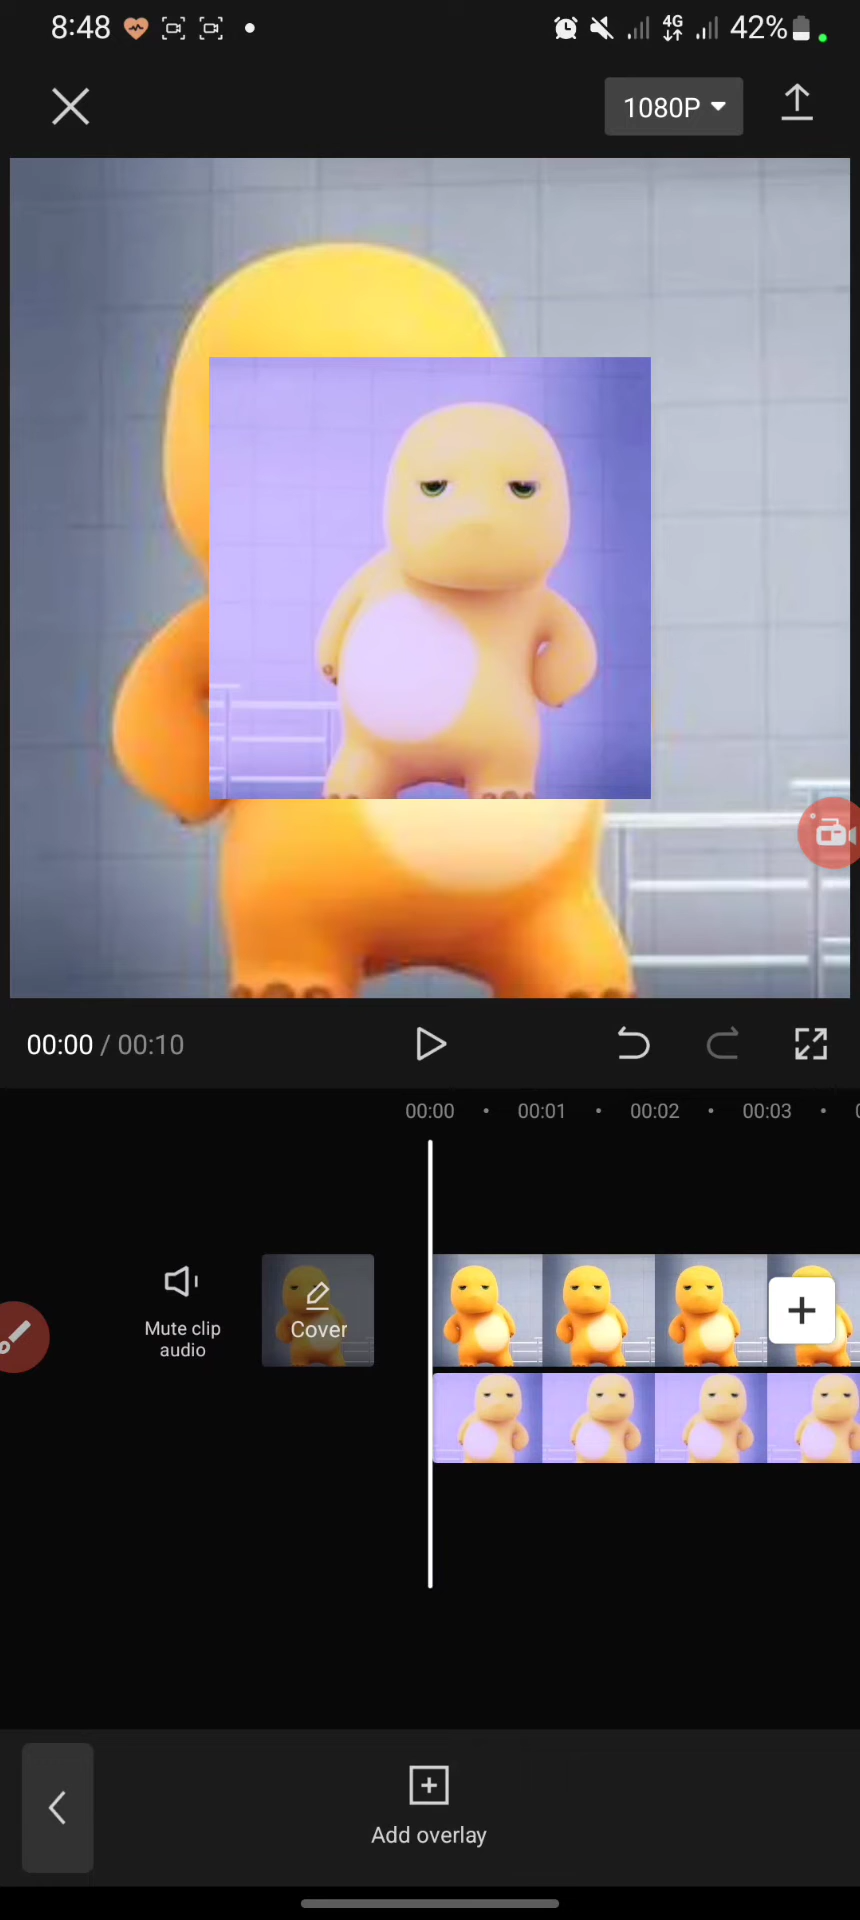 8:48 4G 42%
1080P
00:00 / 00:10
00:00 00:01 00:02 00:03
Mute clip
audio
Cover
Add overlay